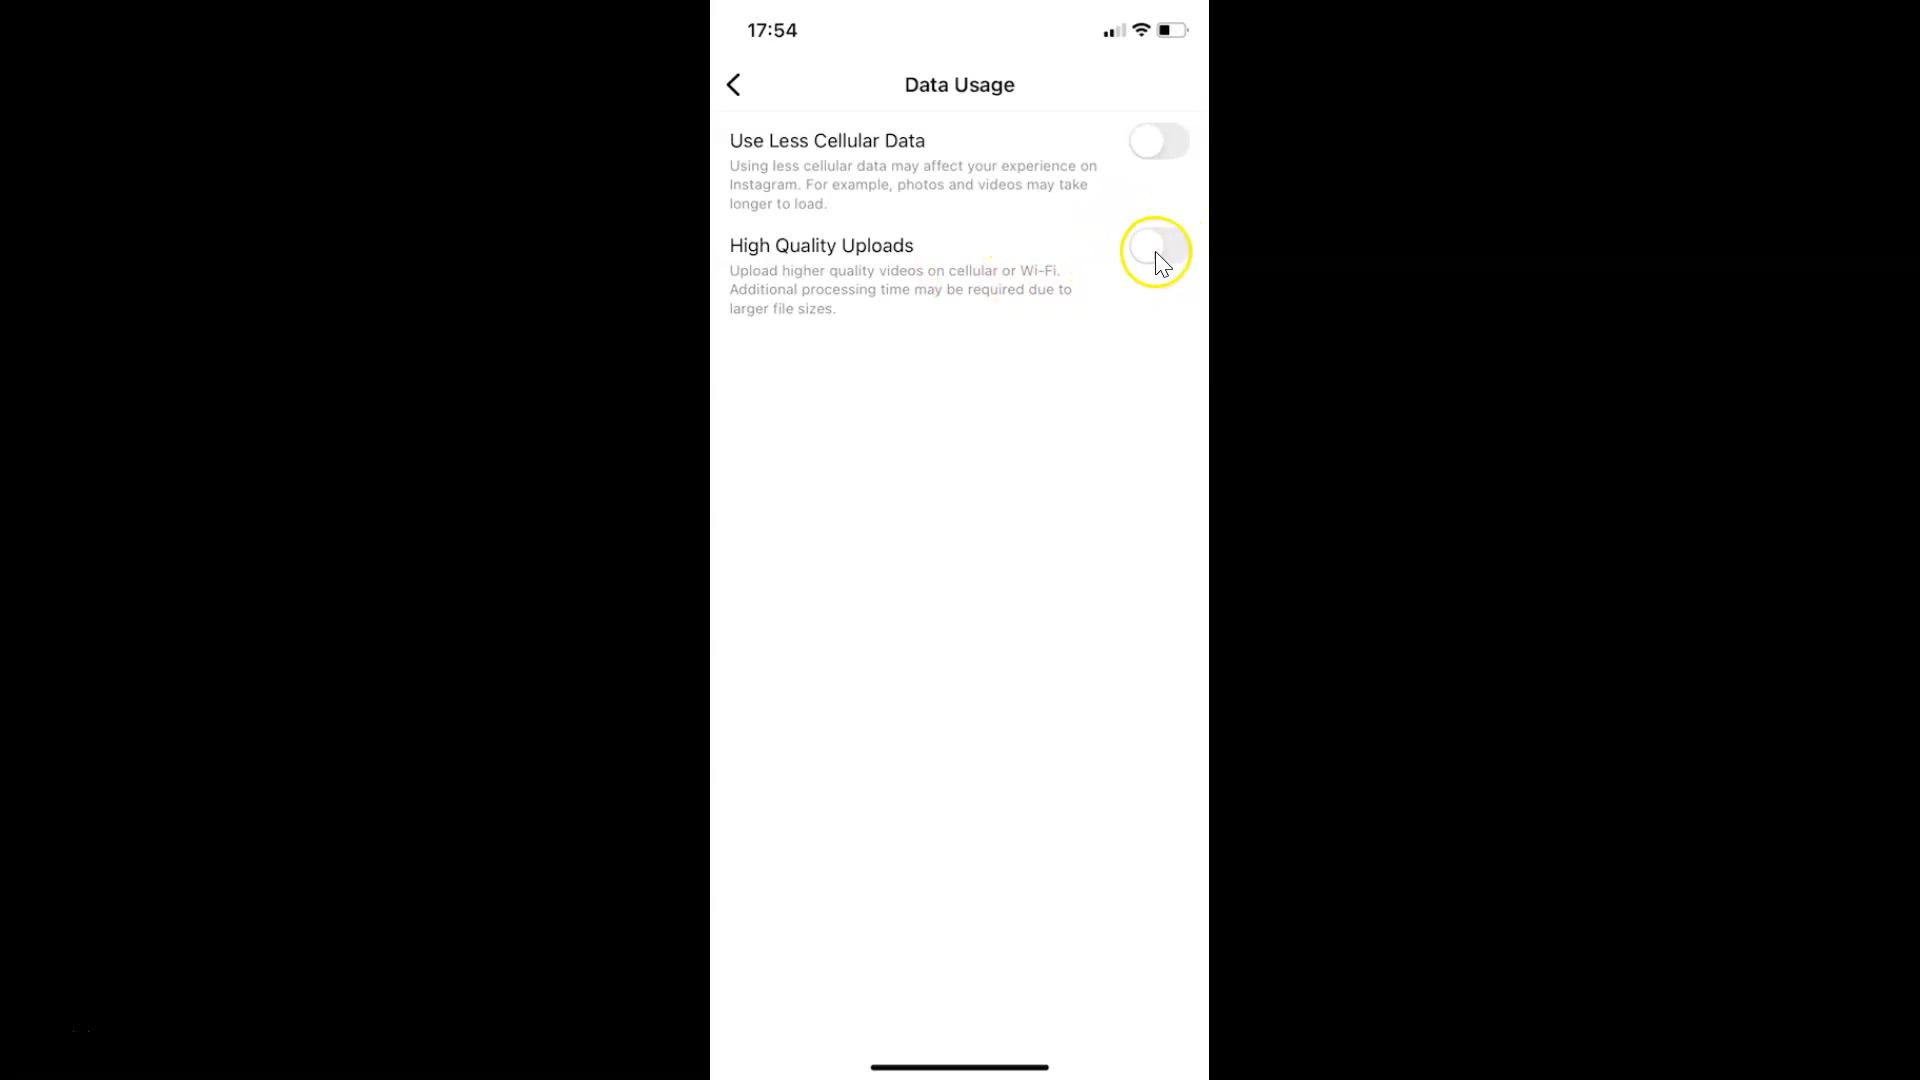 17:54
Data Usage
Use Less Cellular Data
Using less cellular data may affect your experience on
Instagram. For example, photos and videos may take
longer to load.
High Quality Uploads
Upload higher quality videos on cellular or Wi-Fi.
Additional processing time may be required due to
larger file sizes.